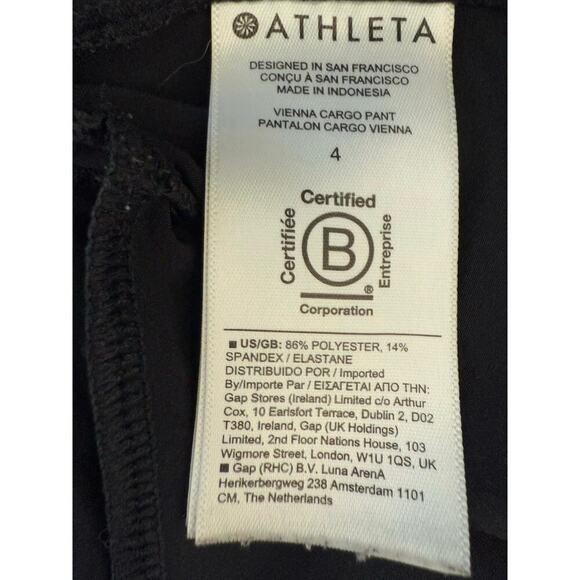 ATHLETA
DESIGNED IN SAN FRANCISCO
CONÇU À SAN FRANCISCO
MADE IN INDONESIA
VIENNA CARGO PANT
PANTALON CARGO VIENNA
4
Certified
Certifiée
B
Entreprise
®
Corporation
■ US/GB: 86% POLYESTER, 14%
SPANDEX / ELASTANE
DISTRIBUIDO POR / Imported
By/Importe Par / ΕΙΣΑΓΕΤΑΙ ΑΠΟ ΤΗΝ:
Gap Stores (Ireland) Limited c/o Arthur
Cox, 10 Earlsfort Terrace, Dublin 2, D02
T380, Ireland, Gap (UK Holdings)
Limited, 2nd Floor Nations House, 103
Wigmore Street, London, W1U 1QS, UK
■ Gap (RHC) B.V. Luna ArenA
Herikerbergweg 238 Amsterdam 1101
CM, The Netherlands